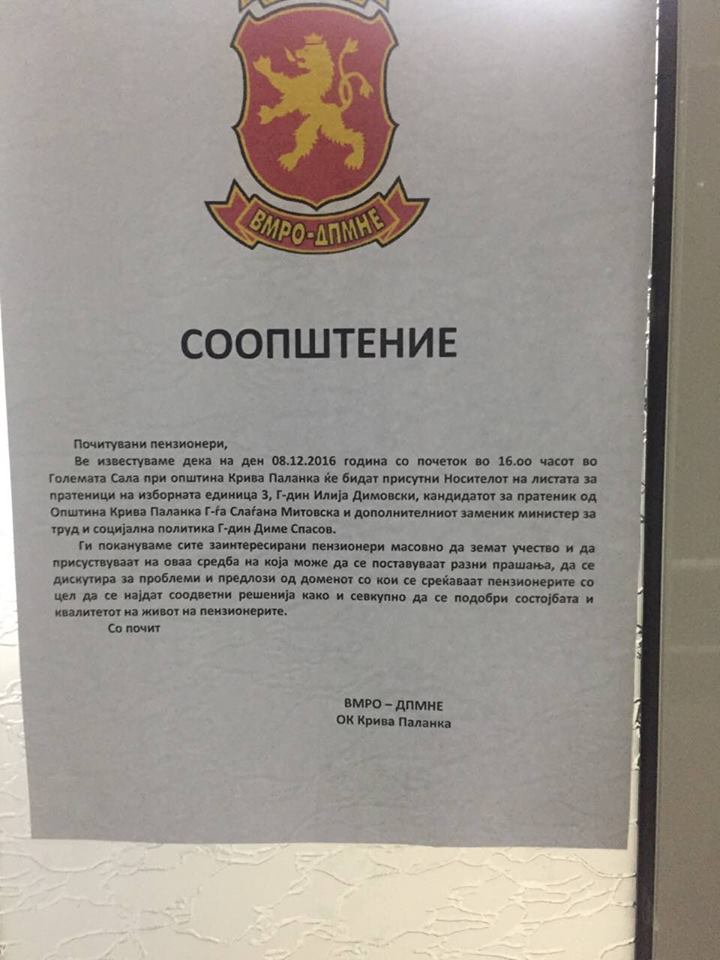 ВМРО-ДПМНЕ
СООПШТЕНИЕ
Почитувани пензионери,
Ве известуваме дека на ден 08.12.2016 година со почеток во 16.оо часот во
Големата Сала при општина Крива Паланка ќе бидат присутни Носителот на листата за
пратеници на изборната единица 3, Г-дин Илија Димовски, кандидатот за пратеник од
Општина Крива Паланка Г-ѓа Слаѓана Митовска и дополнителниот заменик министер за
труд и социјална политика Г-дин Диме Спасов.
Ги покануваме сите заинтересирани пензионери масовно да земат учество и да
присуствуваат на оваа средба на која може да се поставуваат разни прашања, да се
дискутира за проблеми и предлози од доменот со кои се среќаваат пензионерите со
цел да се најдат соодветни решенија како и севкупно да се подобри состојбата и
квалитетот на живот на пензионерите.
Со почит
ВМРО – ДПМНЕ
ОК Крива Паланка